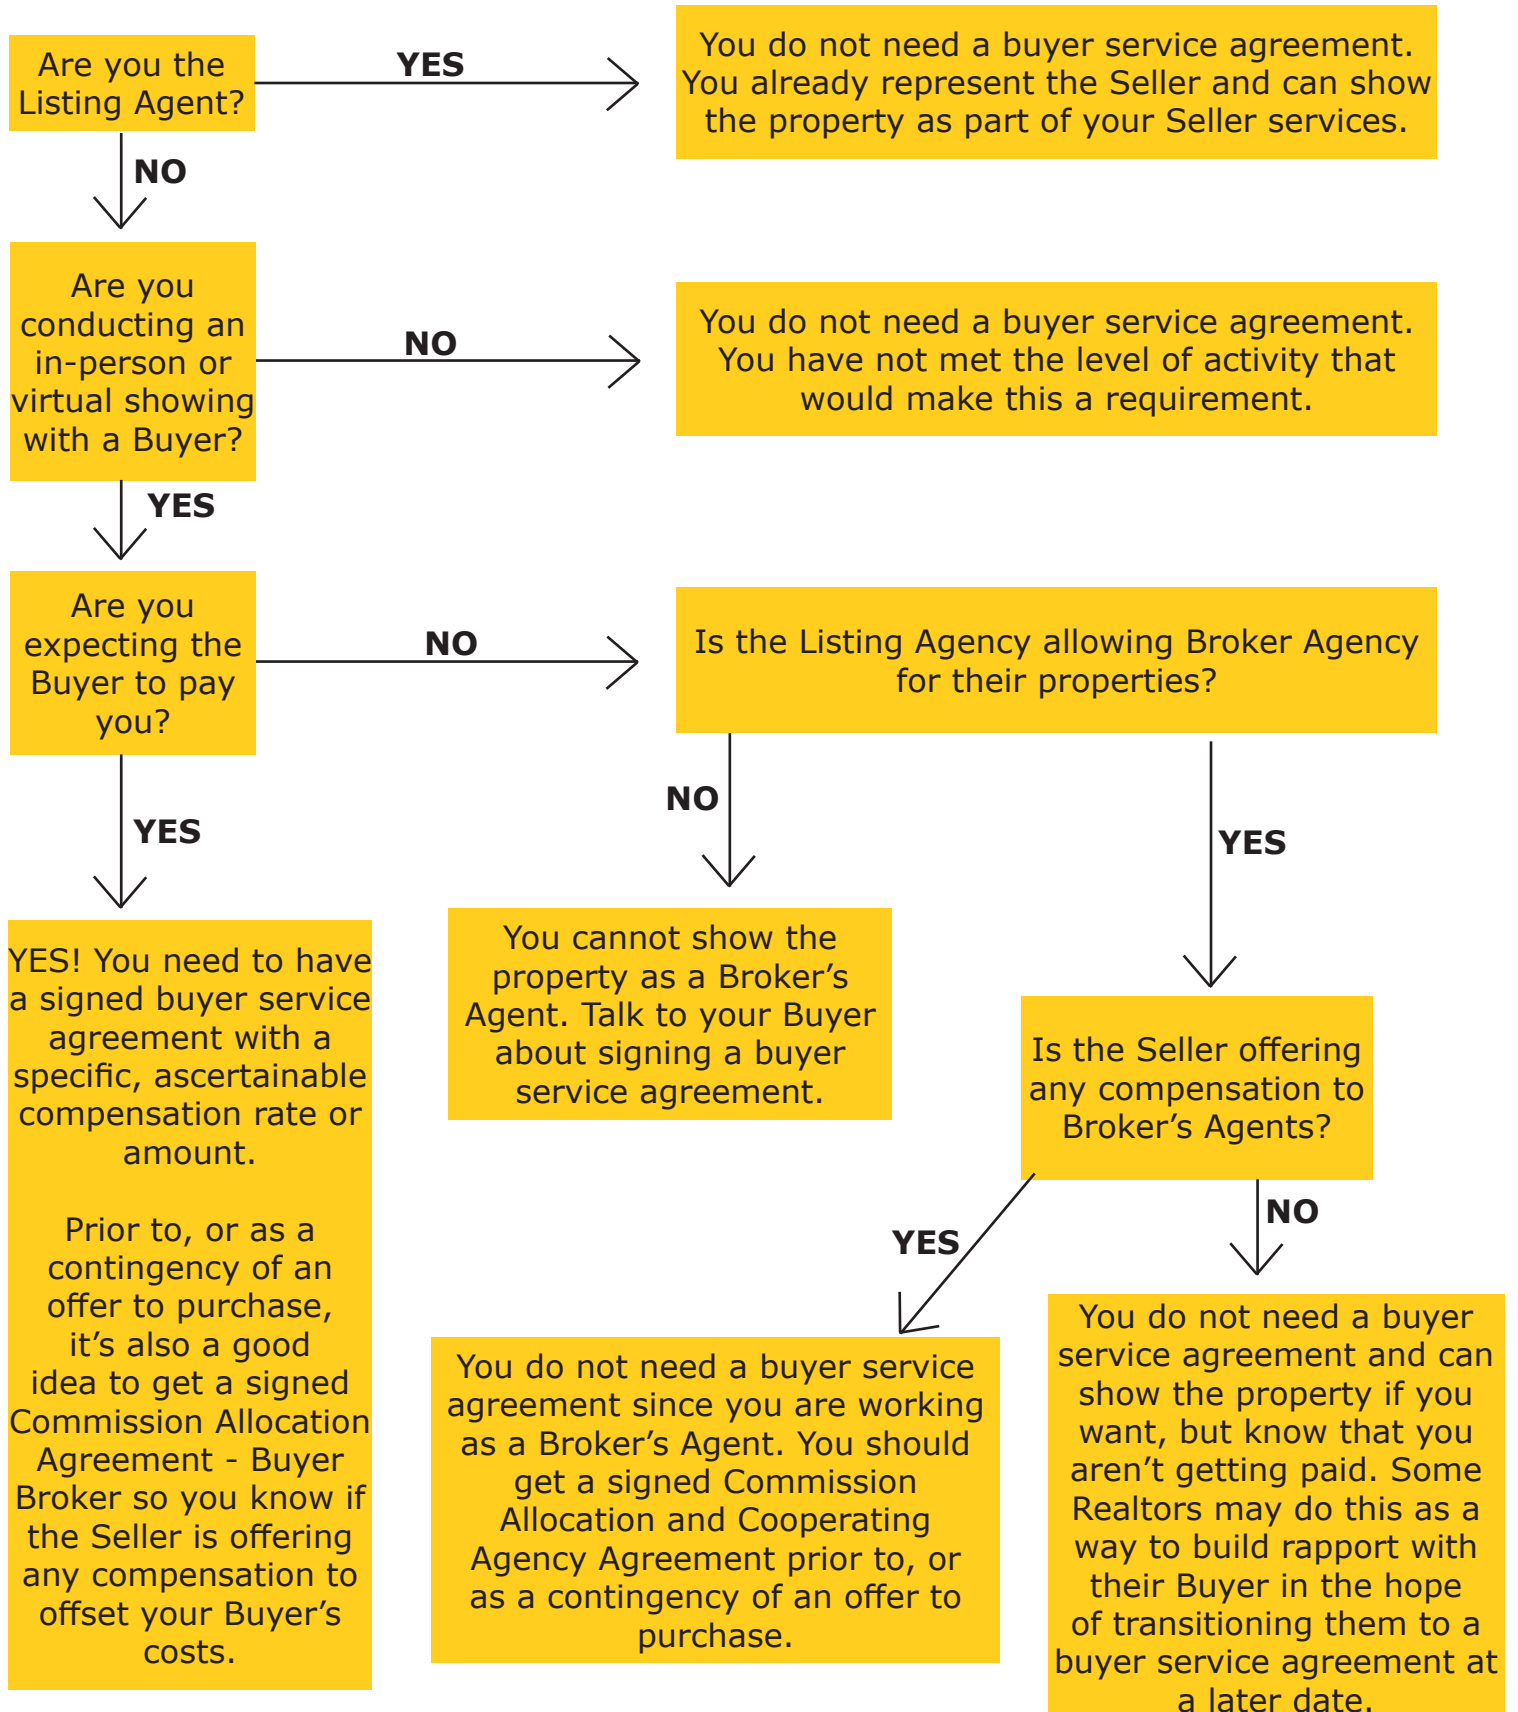 Are you the
Listing Agent?
YES
You do not need a buyer service agreement.
You already represent the Seller and can show
the property as part of your Seller services.
NO
Are you
conducting an
in-person or
virtual showing
with a Buyer?
NO
You do not need a buyer service agreement.
You have not met the level of activity that
would make this a requirement.
YES
Are you
expecting the
Buyer to pay
you?
NO
Is the Listing Agency allowing Broker Agency
for their properties?
YES
NO
YES
YES! You need to have
a signed buyer service
agreement with a
specific, ascertainable
compensation rate or
amount.
Prior to, or as a
contingency of an
offer to purchase,
it’s also a good
idea to get a signed
Commission Allocation
Agreement - Buyer
Broker so you know if
the Seller is offering
any compensation to
offset your Buyer’s
costs.
You cannot show the
property as a Broker’s
Agent. Talk to your Buyer
about signing a buyer
service agreement.
Is the Seller offering
any compensation to
Broker’s Agents?
YES
NO
You do not need a buyer service
agreement since you are working
as a Broker’s Agent. You should
get a signed Commission
Allocation and Cooperating
Agency Agreement prior to, or
as a contingency of an offer to
purchase.
You do not need a buyer
service agreement and can
show the property if you
want, but know that you
aren’t getting paid. Some
Realtors may do this as a
way to build rapport with
their Buyer in the hope
of transitioning them to a
buyer service agreement at
a later date.